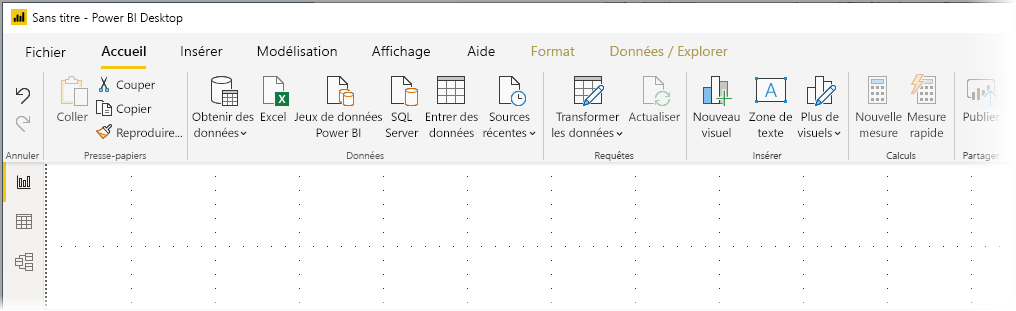 Sans titre - Power BI Desktop
Fichier Accueil Insérer Modélisation Affichage Aide Format Données / Explorer
Coller
Couper
Copier
Reproduire...
Obtenir des données
Excel
Jeux de données Power BI
SQL Server
Entrer des données
Sources récentes
Transformer les données
Actualiser
Nouveau visuel
A
Zone de texte
Plus de visuels
Nouvelle mesure
Mesure rapide
Publier
Annuler Presse-papiers Données Requêtes Insérer Calculs Partager